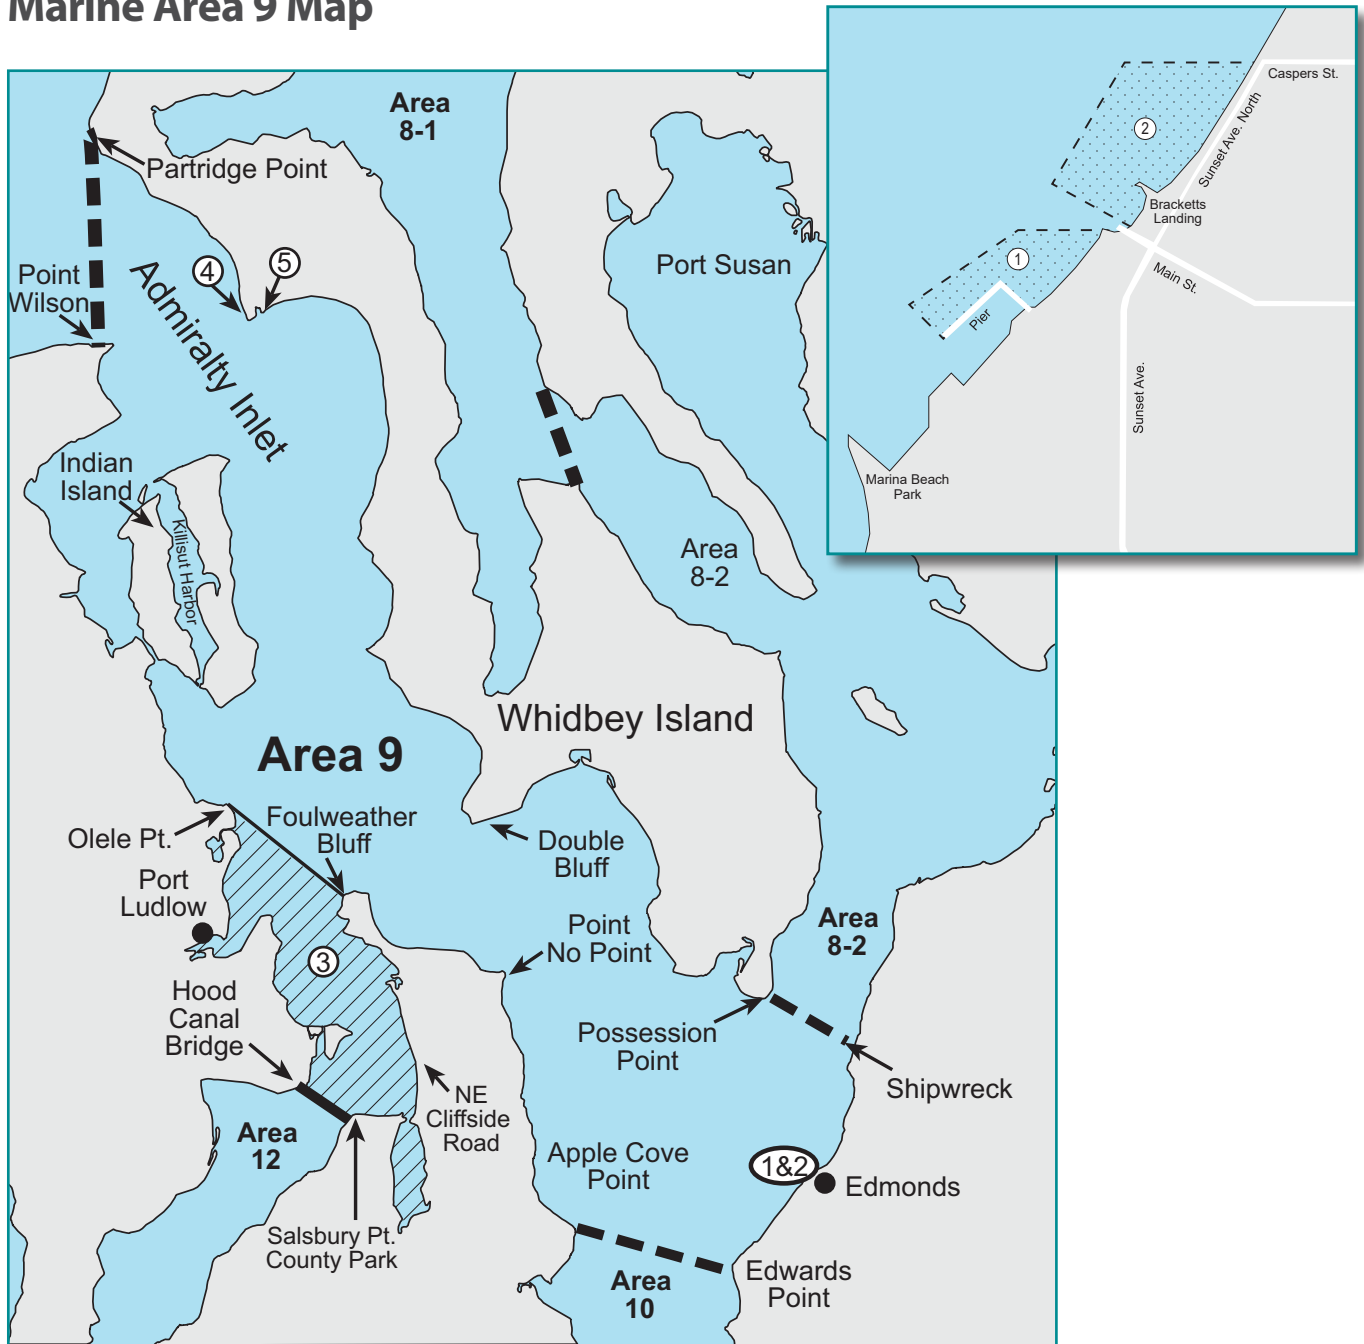 Marine Area 9 Map
Caspers St.
2
Sunset Ave. North
Bracketts
Landing
1
Main St.
Pier
Sunset Ave.
Marina Beach
Park
Area
8-1
Partridge Point
Point
Wilson
4
5
Port Susan
Admiralty Inlet
Indian
Island
Killisut Harbor
Area
8-2
Whidbey Island
Area 9
Olele Pt.
Foulweather
Bluff
Double
Bluff
Port
Ludlow
Point
No Point
Area
8-2
3
Hood
Canal
Bridge
Possession
Point
Shipwreck
NE
Cliffside
Road
Area
12
Apple Cove
Point
1&2
Edmonds
Salsbury Pt.
County Park
Area
10
Edwards
Point